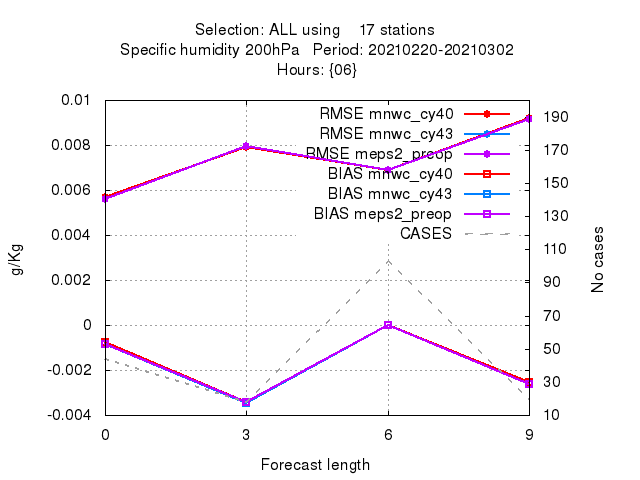 Selection: ALL using 17 stations
Specific humidity 200hPa Period: 20210220-20210302
Hours: {06}
0.01
0.008
0.006
0.004
0.002
0
-0.002
-0.004
g/Kg
RMSE mnwc_cy40
RMSE mnwc_cy43
RMSE meps2_preop
BIAS mnwc_cy40
BIAS mnwc_cy43
BIAS meps2_preop
CASES
190
170
150
130
110
90
70
50
30
10
No cases
0 3 6 9
Forecast length